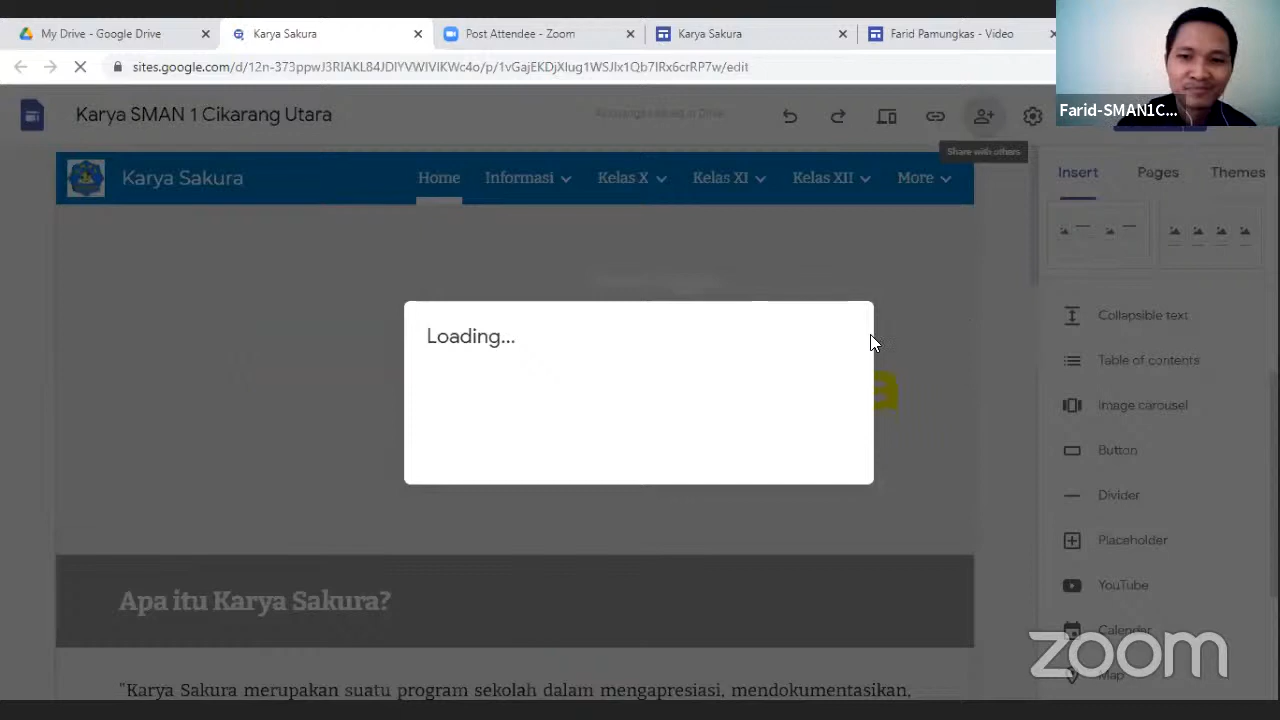 My Drive - Google Drive
Karya Sakura
Post Attendee - Zoom
Karya Sakura
Farid Pamungkas - Video
sites.google.com/d/12n-373ppwJ3RIAKL84JDIYVWIVIKWc4o/p/1vGajEKDjXlug1WSJlx1Qb7IRx6crRP7w/edit
Farid-SMAN1C...
Karya SMAN 1 Cikarang Utara
Share with others
Karya Sakura
Home
Informasi
Kelas X
Kelas XI
Kelas XII
More
Insert
Pages
Themes
Loading...
Collapsible text
Table of contents
Image carousel
Button
Divider
Placeholder
YouTube
Calendar
Map
Apa itu Karya Sakura?
"Karya Sakura merupakan suatu program sekolah dalam mengapresiasi, mendokumentasikan,
zoom